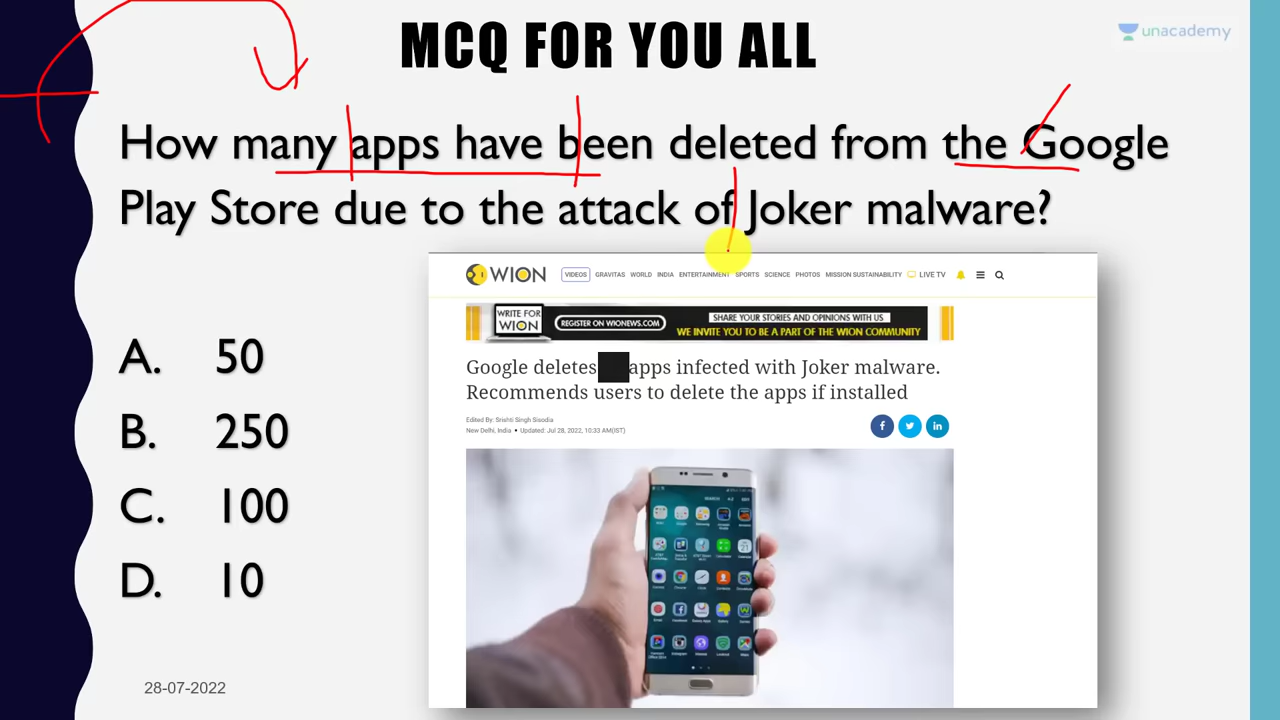 MCQ FOR YOU ALL
unacademy
How many apps have been deleted from the Google
Play Store due to the attack of Joker malware?
A. 50
B. 250
C. 100
D. 10
WION
VIDEOS GRAVITAS WORLD INDIA ENTERTAINMENT SPORTS SCIENCE PHOTOS MISSION SUSTAINABILITY LIVE TV
WRITE FOR
WION
REGISTER ON WIONEWS.COM
SHARE YOUR STORIES AND OPINIONS WITH US
WE INVITE YOU TO BE A PART OF THE WION COMMUNITY
Google deletes apps infected with Joker malware.
Recommends users to delete the apps if installed
Edited By: Srishti Singh Sisodia
New Delhi, India • Updated: Jul 28, 2022, 10:33 AM(IST)
28-07-2022